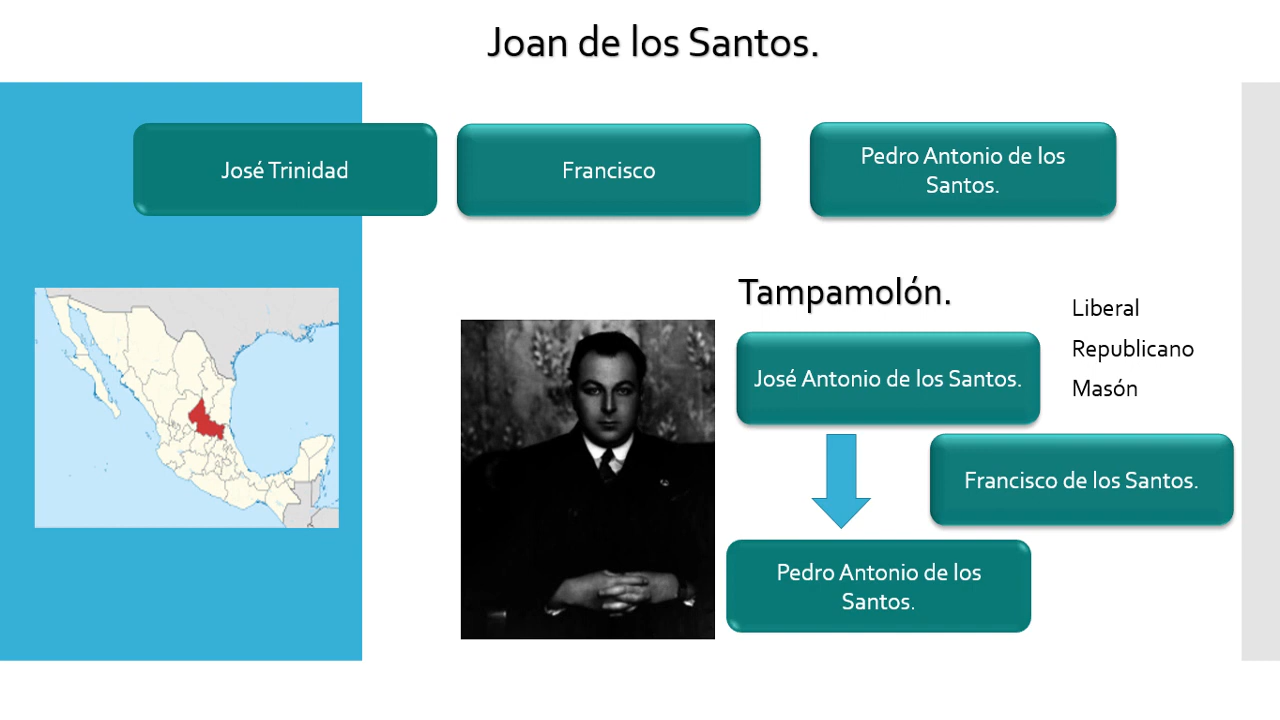 Joan de los Santos.
José Trinidad
Francisco
Pedro Antonio de los
Santos.
Tampamolón.
Liberal
Republicano
Masón
José Antonio de los Santos.
Francisco de los Santos.
Pedro Antonio de los
Santos.